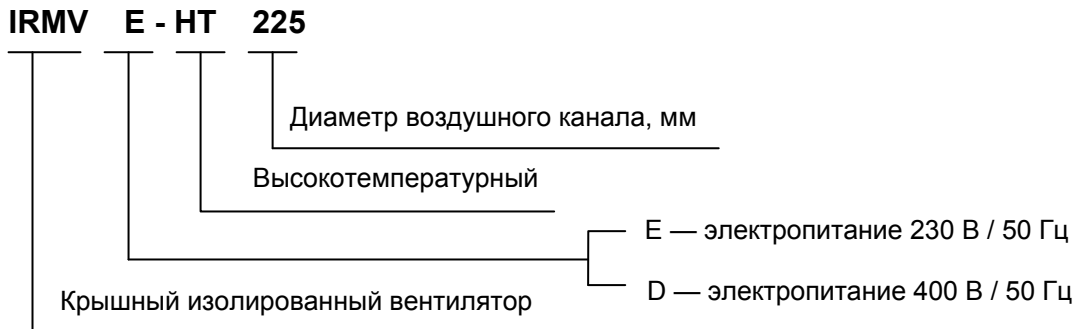 IRMV E - HT 225
Диаметр воздушного канала, мм
Высокотемпературный
E — электропитание 230 В / 50 Гц
D — электропитание 400 В / 50 Гц
Крышный изолированный вентилятор